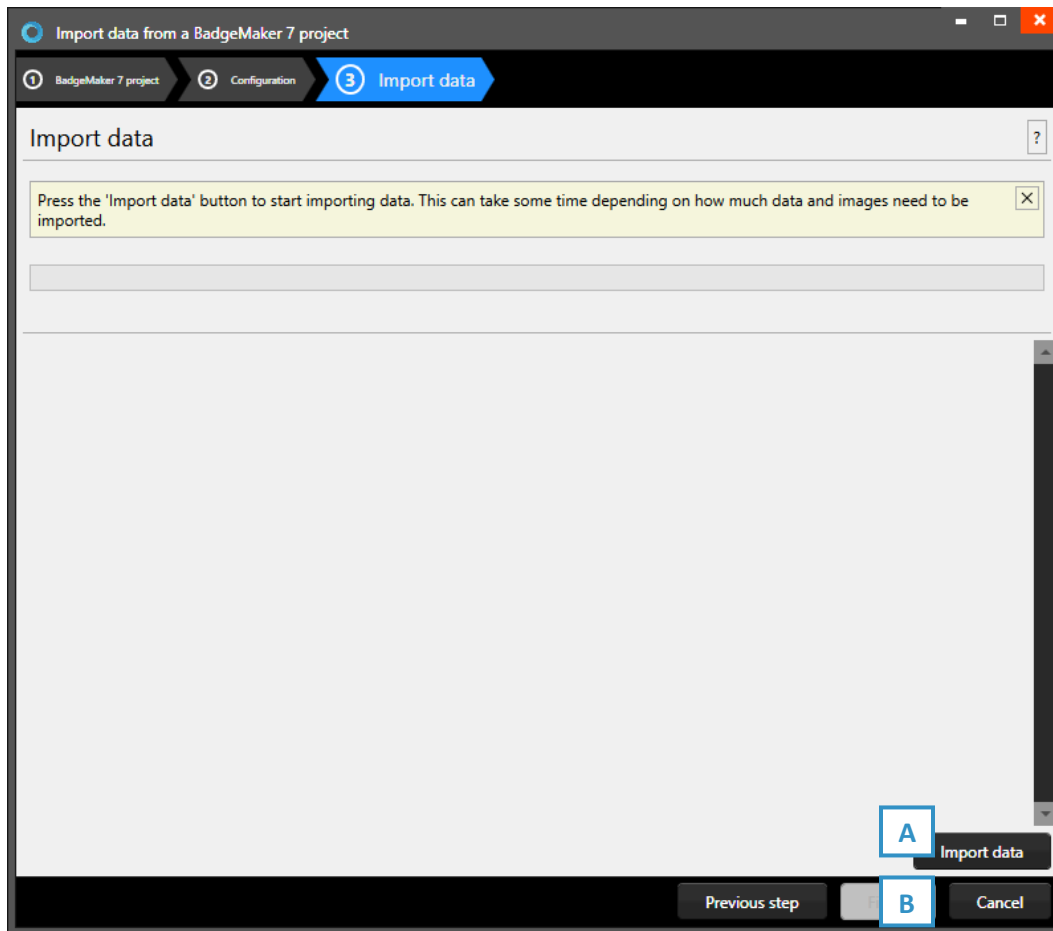 Import data from a BadgeMaker 7 project
1 BadgeMaker 7 project 2 Configuration 3 Import data
Import data
?
Press the 'Import data' button to start importing data. This can take some time depending on how much data and images need to be
imported.
A
Import data
Previous step
B
Cancel